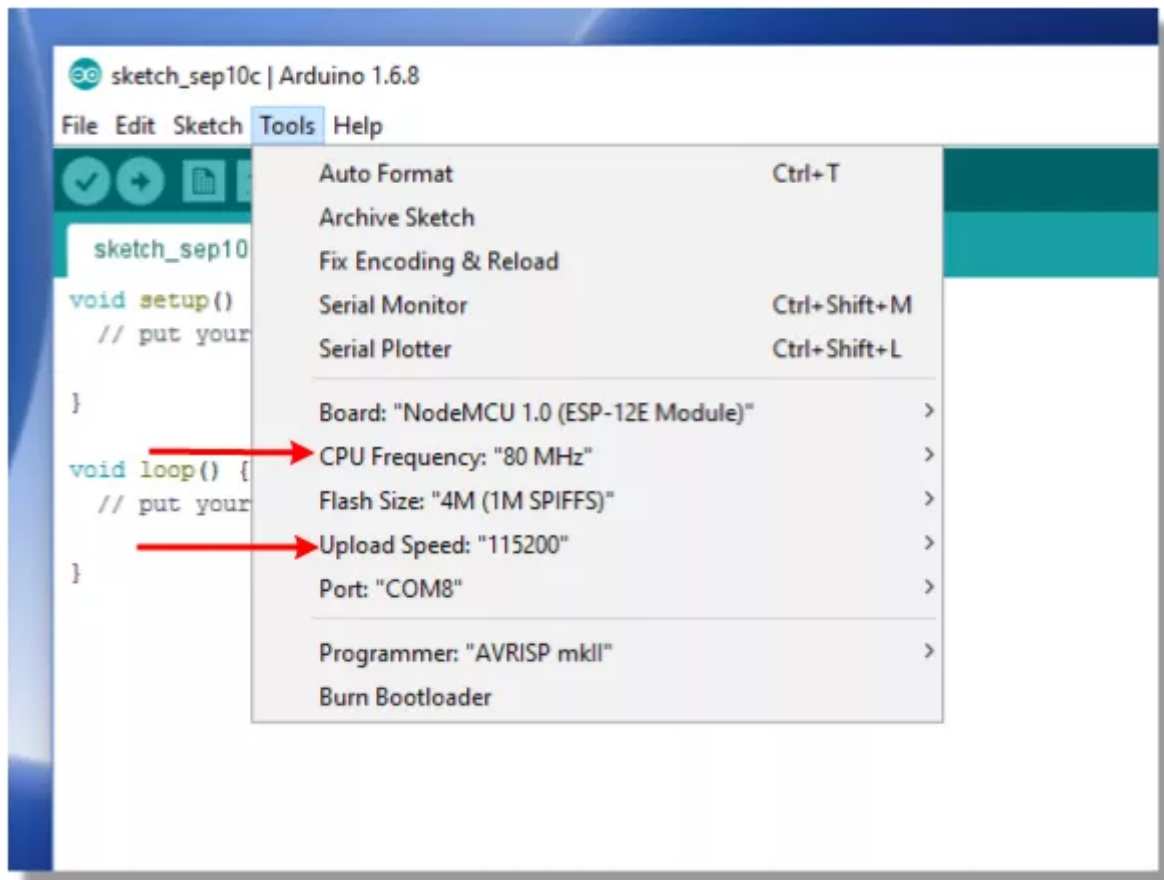 sketch_sep10c | Arduino 1.6.8
File Edit Sketch Tools Help
Auto Format Ctrl+T
Archive Sketch
sketch_sep10
Fix Encoding & Reload
void setup()
Serial Monitor Ctrl+Shift+M
// put your
Serial Plotter Ctrl+Shift+L
}
Board: "NodeMCU 1.0 (ESP-12E Module)"
CPU Frequency: "80 MHz"
void loop() {
Flash Size: "4M (1M SPIFFS)"
// put your
Upload Speed: "115200"
}
Port: "COM8"
Programmer: "AVRISP mkII"
Burn Bootloader